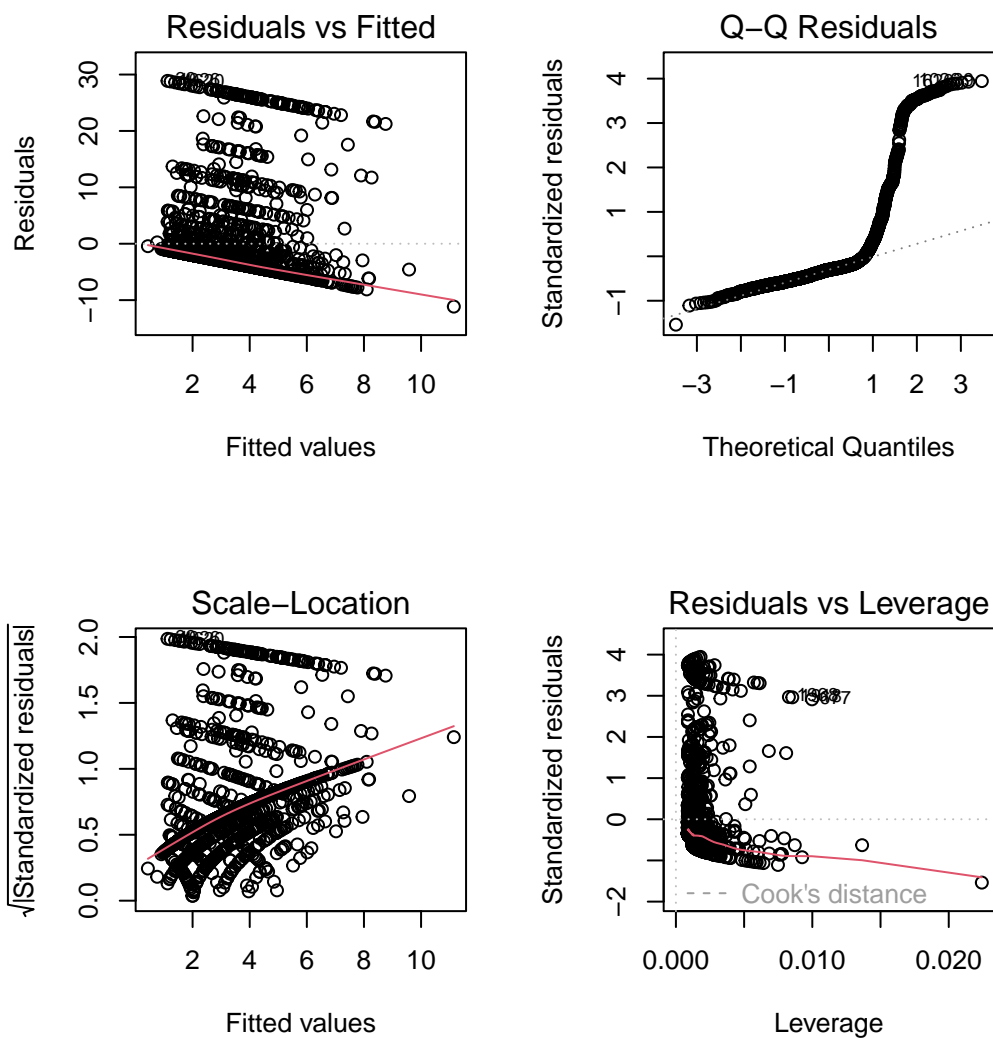 Residuals vs Fitted
Residuals
30
20
10
0
−10
2 4 6 8 10
Fitted values
Q−Q Residuals
Standardized residuals
4
3
2
1
−1
−3 −1 1 2 3
Theoretical Quantiles
Scale−Location
√|Standardized residuals|
2.0
1.5
1.0
0.5
0.0
2 4 6 8 10
Fitted values
Residuals vs Leverage
Standardized residuals
4
3
2
1
0
−2
Cook's distance
0.000 0.010 0.020
Leverage